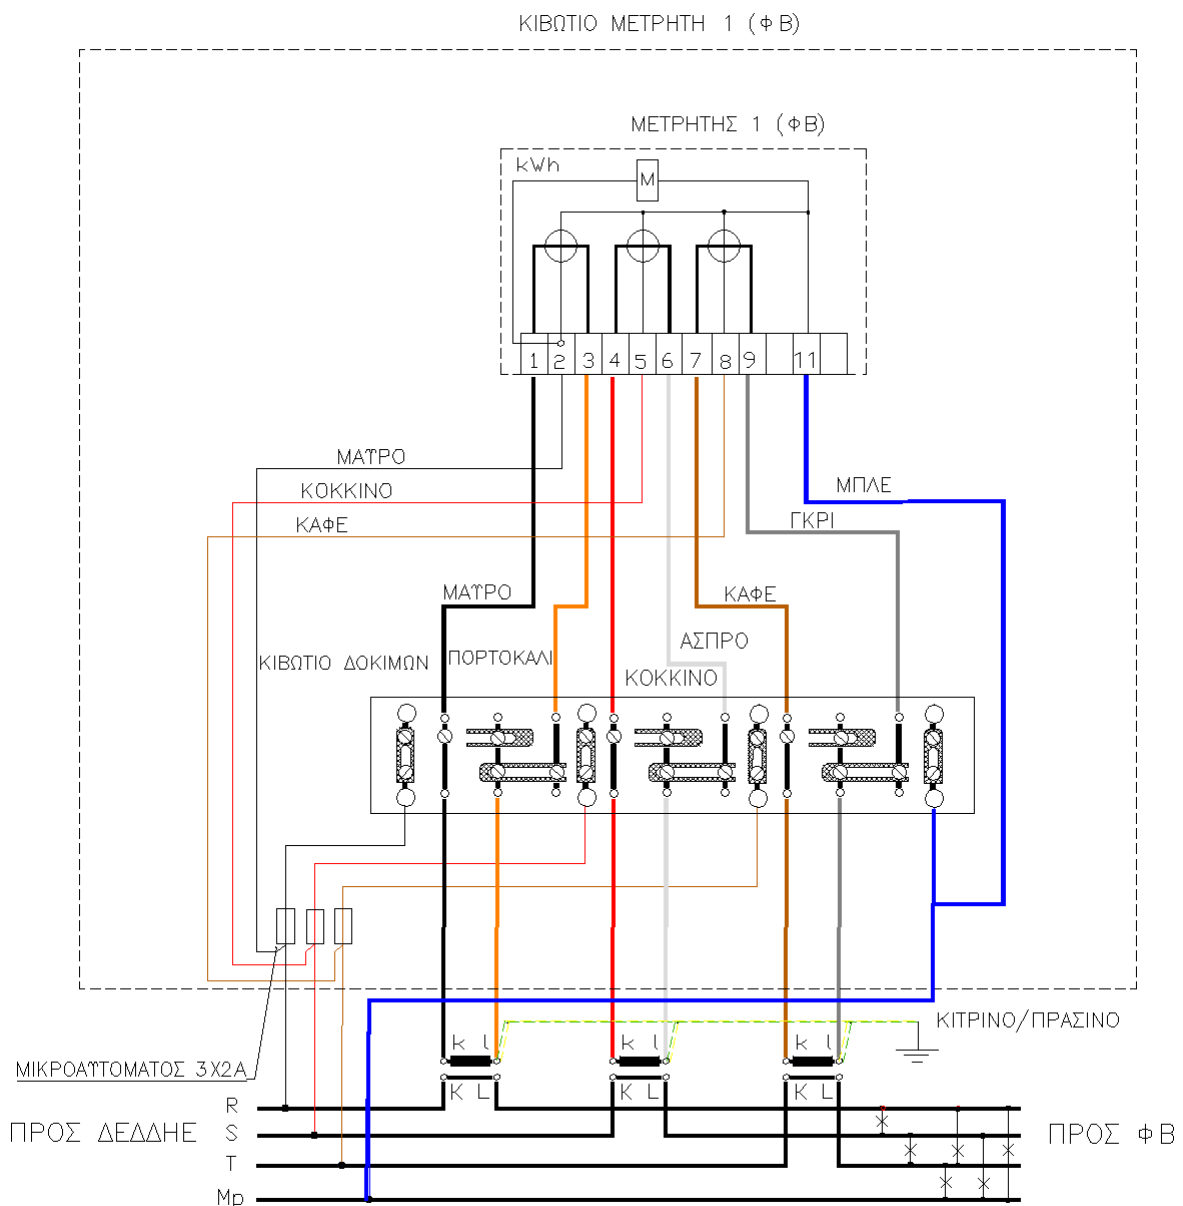 ΚΙΒΩΤΙΟ ΜΕΤΡΗΤΗ 1 (ΦΒ)
ΜΕΤΡΗΤΗΣ 1 (ΦΒ)
kWh
M
1 2 3 4 5 6 7 8 9 11
ΜΑΥΡΟ
ΜΠΛΕ
ΚΟΚΚΙΝΟ
ΚΑΦΕ
ΓΚΡΙ
ΜΑΥΡΟ
ΚΑΦΕ
ΑΣΠΡΟ
ΚΙΒΩΤΙΟ ΔΟΚΙΜΩΝ
ΠΟΡΤΟΚΑΛΙ
ΚΟΚΚΙΝΟ
ΚΙΤΡΙΝΟ/ΠΡΑΣΙΝΟ
k l
k l
k l
ΜΙΚΡΟΑΥΤΟΜΑΤΟΣ 3X2A
K L
K L
K L
R
ΠΡΟΣ ΔΕΔΔΗΕ
S
ΠΡΟΣ ΦΒ
T
Mp